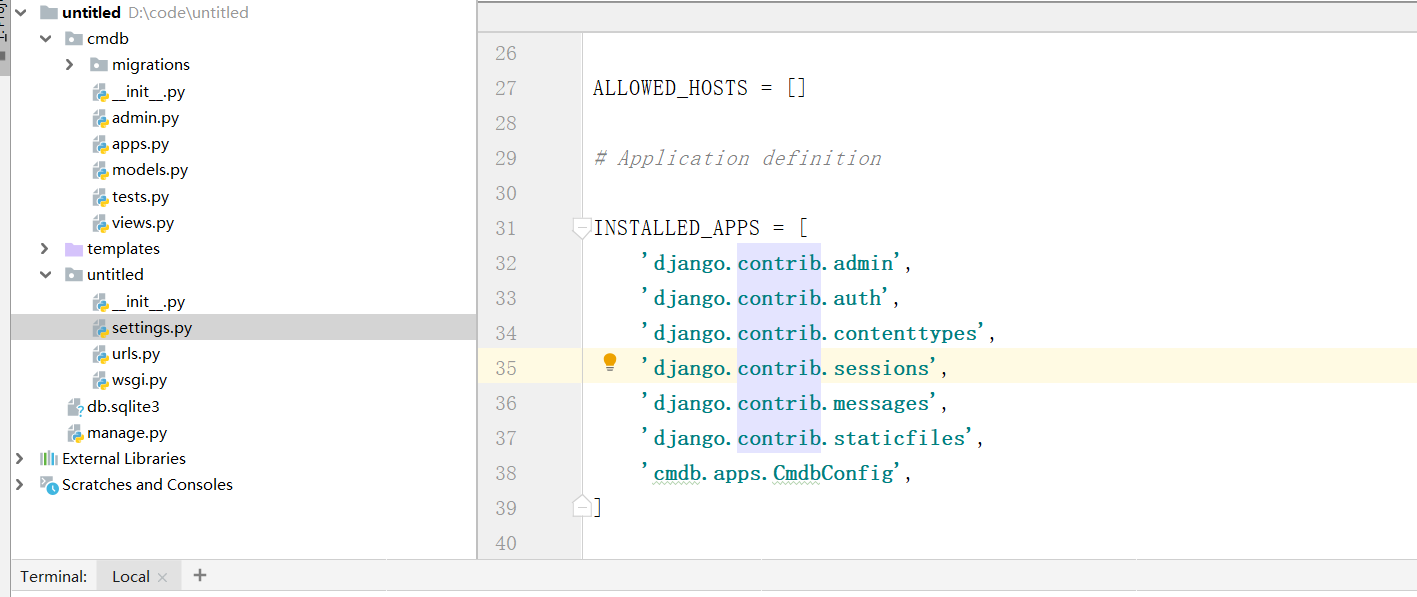 untitled D:\code\untitled
cmdb
migrations
__init__.py
admin.py
apps.py
models.py
tests.py
views.py
templates
untitled
__init__.py
settings.py
urls.py
wsgi.py
db.sqlite3
manage.py
External Libraries
Scratches and Consoles
26
27 ALLOWED_HOSTS = []
28
29 # Application definition
30
31 INSTALLED_APPS = [
32 'django.contrib.admin',
33 'django.contrib.auth',
34 'django.contrib.contenttypes',
35 'django.contrib.sessions',
36 'django.contrib.messages',
37 'django.contrib.staticfiles',
38 'cmdb.apps.CmdbConfig',
39 ]
40
Terminal: Local × +